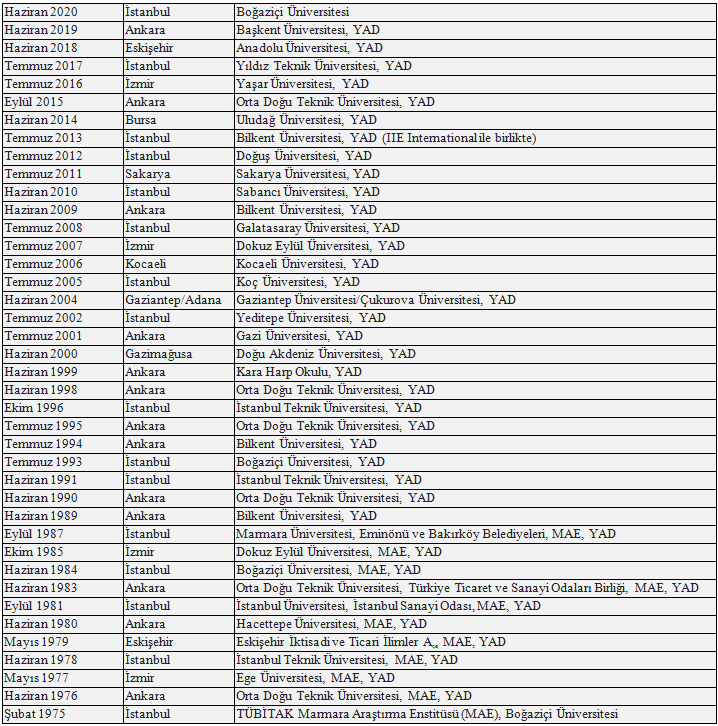 Haziran 2020 İstanbul Boğaziçi Üniversitesi
Haziran 2019 Ankara Başkent Üniversitesi, YAD
Haziran 2018 Eskişehir Anadolu Üniversitesi, YAD
Temmuz 2017 İstanbul Yıldız Teknik Üniversitesi, YAD
Temmuz 2016 İzmir Yaşar Üniversitesi, YAD
Eylül 2015 Ankara Orta Doğu Teknik Üniversitesi, YAD
Haziran 2014 Bursa Uludağ Üniversitesi, YAD
Temmuz 2013 İstanbul Bilkent Üniversitesi, YAD (IIE International ile birlikte)
Temmuz 2012 İstanbul Doğuş Üniversitesi, YAD
Temmuz 2011 Sakarya Sakarya Üniversitesi, YAD
Haziran 2010 İstanbul Sabancı Üniversitesi, YAD
Haziran 2009 Ankara Bilkent Üniversitesi, YAD
Temmuz 2008 İstanbul Galatasaray Üniversitesi, YAD
Temmuz 2007 İzmir Dokuz Eylül Üniversitesi, YAD
Temmuz 2006 Kocaeli Kocaeli Üniversitesi, YAD
Temmuz 2005 İstanbul Koç Üniversitesi, YAD
Haziran 2004 Gaziantep/Adana Gaziantep Üniversitesi/Çukurova Üniversitesi, YAD
Temmuz 2002 İstanbul Yeditepe Üniversitesi, YAD
Temmuz 2001 Ankara Gazi Üniversitesi, YAD
Haziran 2000 Gazimağusa Doğu Akdeniz Üniversitesi, YAD
Haziran 1999 Ankara Kara Harp Okulu, YAD
Haziran 1998 Ankara Orta Doğu Teknik Üniversitesi, YAD
Ekim 1996 İstanbul İstanbul Teknik Üniversitesi, YAD
Temmuz 1995 Ankara Orta Doğu Teknik Üniversitesi, YAD
Temmuz 1994 Ankara Bilkent Üniversitesi, YAD
Temmuz 1993 İstanbul Boğaziçi Üniversitesi, YAD
Haziran 1991 İstanbul İstanbul Teknik Üniversitesi, YAD
Haziran 1990 Ankara Orta Doğu Teknik Üniversitesi, YAD
Haziran 1989 Ankara Bilkent Üniversitesi, YAD
Eylül 1987 İstanbul Marmara Üniversitesi, Eminönü ve Bakırköy Belediyeleri, MAE, YAD
Ekim 1985 İzmir Dokuz Eylül Üniversitesi, MAE, YAD
Haziran 1984 İstanbul Boğaziçi Üniversitesi, MAE, YAD
Haziran 1983 Ankara Orta Doğu Teknik Üniversitesi, Türkiye Ticaret ve Sanayi Odaları Birliği, MAE, YAD
Eylül 1981 İstanbul İstanbul Üniversitesi, İstanbul Sanayi Odası, MAE, YAD
Haziran 1980 Ankara Hacettepe Üniversitesi, MAE, YAD
Mayıs 1979 Eskişehir Eskişehir İktisadi ve Ticari İlimler MAE, YAD
Haziran 1978 İstanbul İstanbul Teknik Üniversitesi, MAE, YAD
Mayıs 1977 İzmir Ege Üniversitesi, MAE, YAD
Haziran 1976 Ankara Orta Doğu Teknik Üniversitesi, MAE, YAD
Şubat 1975 İstanbul TÜBİTAK Marmara Araştırma Enstitüsü (MAE), Boğaziçi Üniversitesi